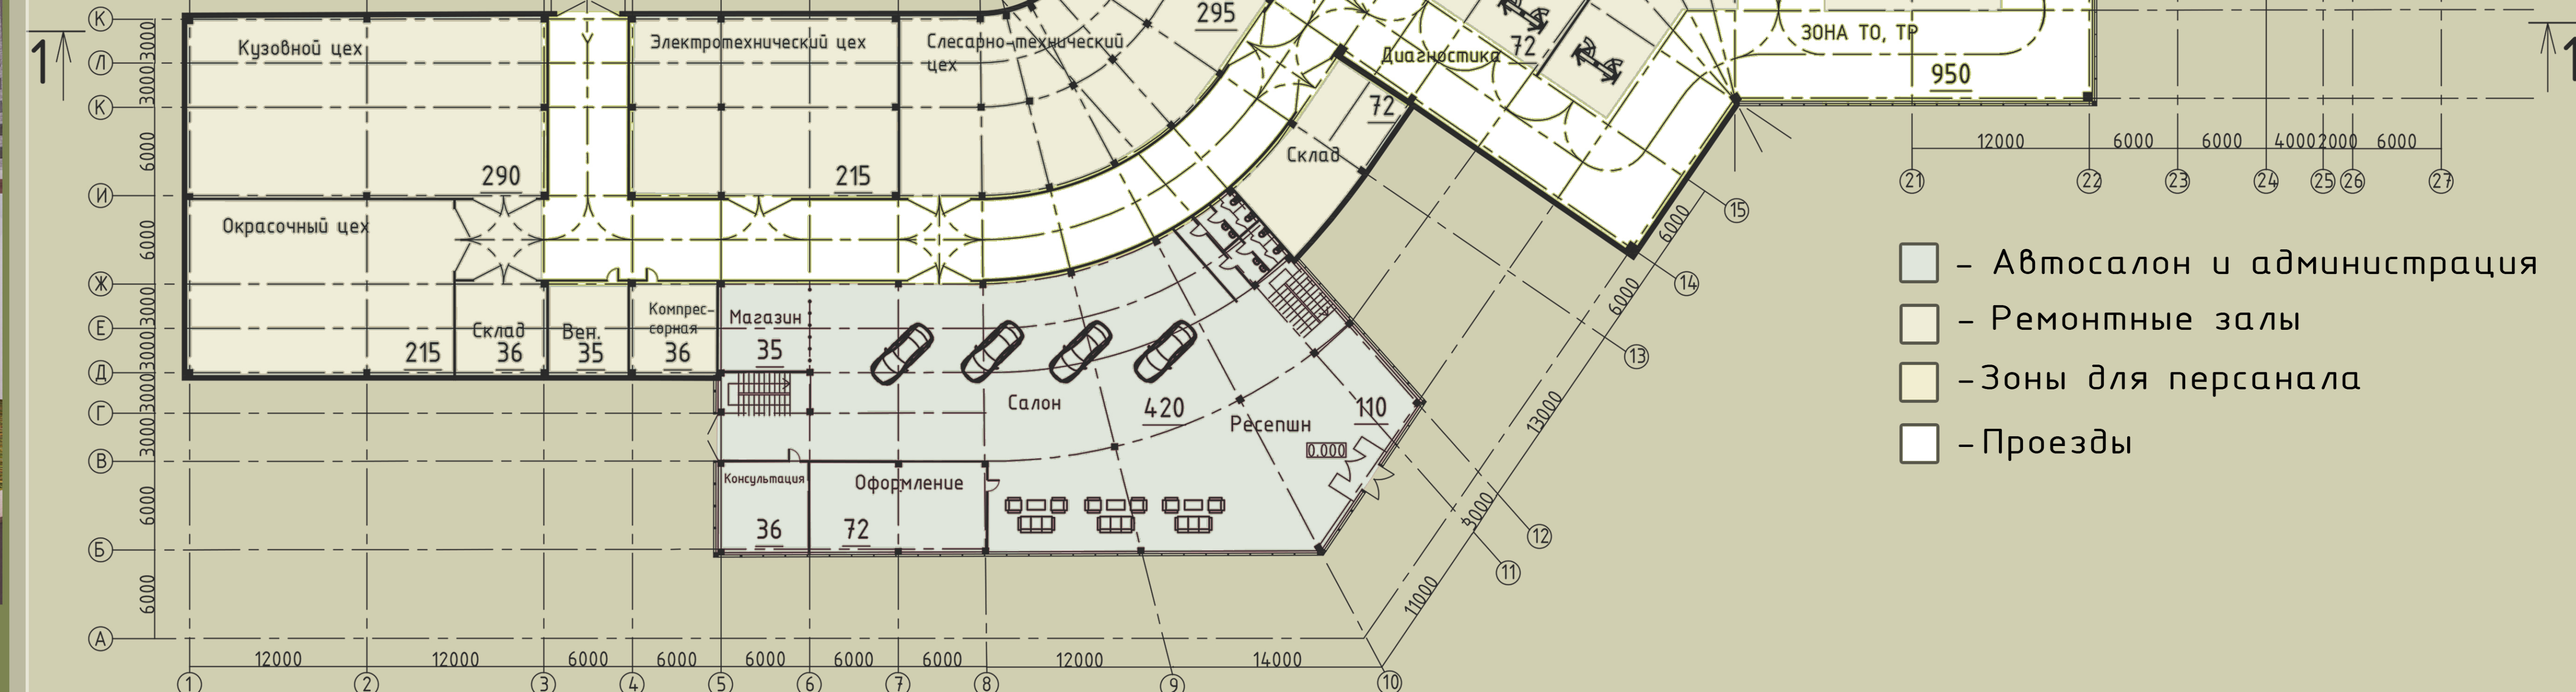 К
3000
1
Л
3000
К
6000
И
6000
Ж
3000
Е
3000
Д
3000
Г
3000
В
6000
Б
6000
А
Кузовной цех
290
Электротехнический цех
215
Слесарно-технический
цех
295
Окрасочный цех
215
Склад
36
Вен.
35
Компрес-
сорная
36
Магазин
35
Салон
420
Ресепшн
110
0.000
Консультация
36
Оформление
72
Склад
72
Диагностика
72
ЗОНА ТО, ТР
950
1
12000
6000
6000
4000
2000
6000
21
22
23
24
25
26
27
15
6000
14
6000
13
13000
3000
12
11
11000
– Автосалон и администрация
– Ремонтные залы
–Зоны для персанала
–Проезды
12000
12000
6000
6000
6000
6000
6000
12000
14000
1
2
3
4
5
6
7
8
9
10